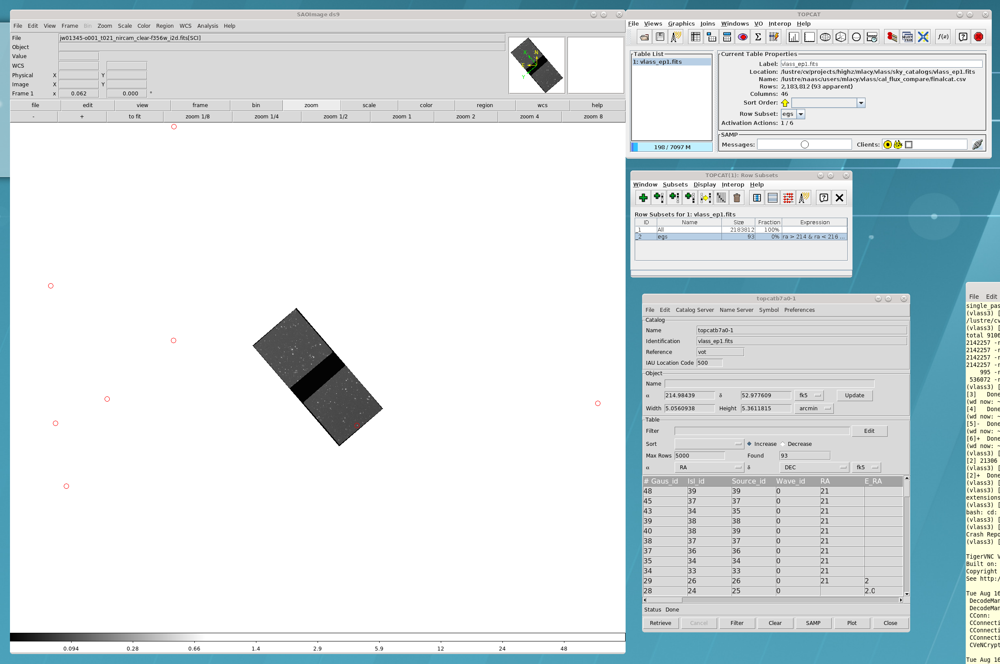 SAOImage ds9
File Edit View Frame Bin Zoom Scale Color Region WCS Analysis Help
File jw01345-o001_t021_nircam_clear-f356w_i2d.fits[SCI]
Object
Value
WCS
Physical X Y
Image X Y
Frame 1 x 0.062 0.000 °
X N E Y
file edit view frame bin zoom scale color region wcs help
- + to fit zoom 1/8 zoom 1/4 zoom 1/2 zoom 1 zoom 2 zoom 4 zoom 8
0.094 0.28 0.66 1.4 2.9 5.9 12 24 48
TOPCAT
File Views Graphics Joins Windows VO Interop Help
SELECT FROM
f(x)
Table List
1: vlass_ep1.fits
198 / 7097 M
Current Table Properties
Label: vlass_ep1.fits
Location: /lustre/cv/projects/highz/mlacy/vlass/sky_catalogs/vlass_ep1.fits
Name: /lustre/naasc/users/mlacy/vlass/cal_flux_compare/finalcat.csv
Rows: 2,183,812 (93 apparent)
Columns: 46
Sort Order:
Row Subset: egs
Activation Actions: 1 / 6
SAMP
Messages: Clients:
TOPCAT(1): Row Subsets
Window Subsets Display Interop Help
Row Subsets for 1: vlass_ep1.fits
ID Name Size Fraction Expression
_1 All 2183812 100%
_2 egs 93 0% ra > 214 & ra < 216 ...
topcatb7a0-1
File Edit Catalog Server Name Server Symbol Preferences
Catalog
Name topcatb7a0-1
Identification vlass_ep1.fits
Reference vot
IAU Location Code 500
Object
Name
α 214.98439 δ 52.977609 fk5 Update
Width 5.0560938 Height 5.3611815 arcmin
Table
Filter Edit
Sort Increase Decrease
Max Rows 5000 Found 93
α RA δ DEC fk5
# Gaus_id Isl_id Source_id Wave_id RA E_RA
48 39 39 0 21
45 37 37 0 21
43 34 35 0 21
39 38 38 0 21
40 38 39 0 21
38 37 37 0 21
37 36 36 0 21
35 34 34 0 21
34 33 33 0 21
29 26 26 0 21 2
28 24 25 0 2.0
Status Done
Retrieve Cancel Filter Clear SAMP Plot Close
File Edit
single_pas
(vlass3) [
/lustre/cv
(vlass3) [
total 9106
2142257 -r
2142257 -r
2142257 -r
2142257 -r
995 -r
536072 -r
(vlass3) [
[3] Done
(wd now: ~
[4] Done
(wd now: ~
[5]- Done
(wd now: ~
[6]+ Done
(wd now: ~
(vlass3) [
[2] 21306
(vlass3) [
[2]+ Done
(vlass3) [
(vlass3) [
extensions
(vlass3) [
bash: cd:
(vlass3) [
(vlass3) [
Crash Repo
(vlass3) [
TigerVNC V
Built on:
Copyright
See http:/
Tue Aug 16
DecodeMan
DecodeMan
CConn:
CConnecti
CConnecti
CConnecti
CVeNCrypt
Tue Aug 16